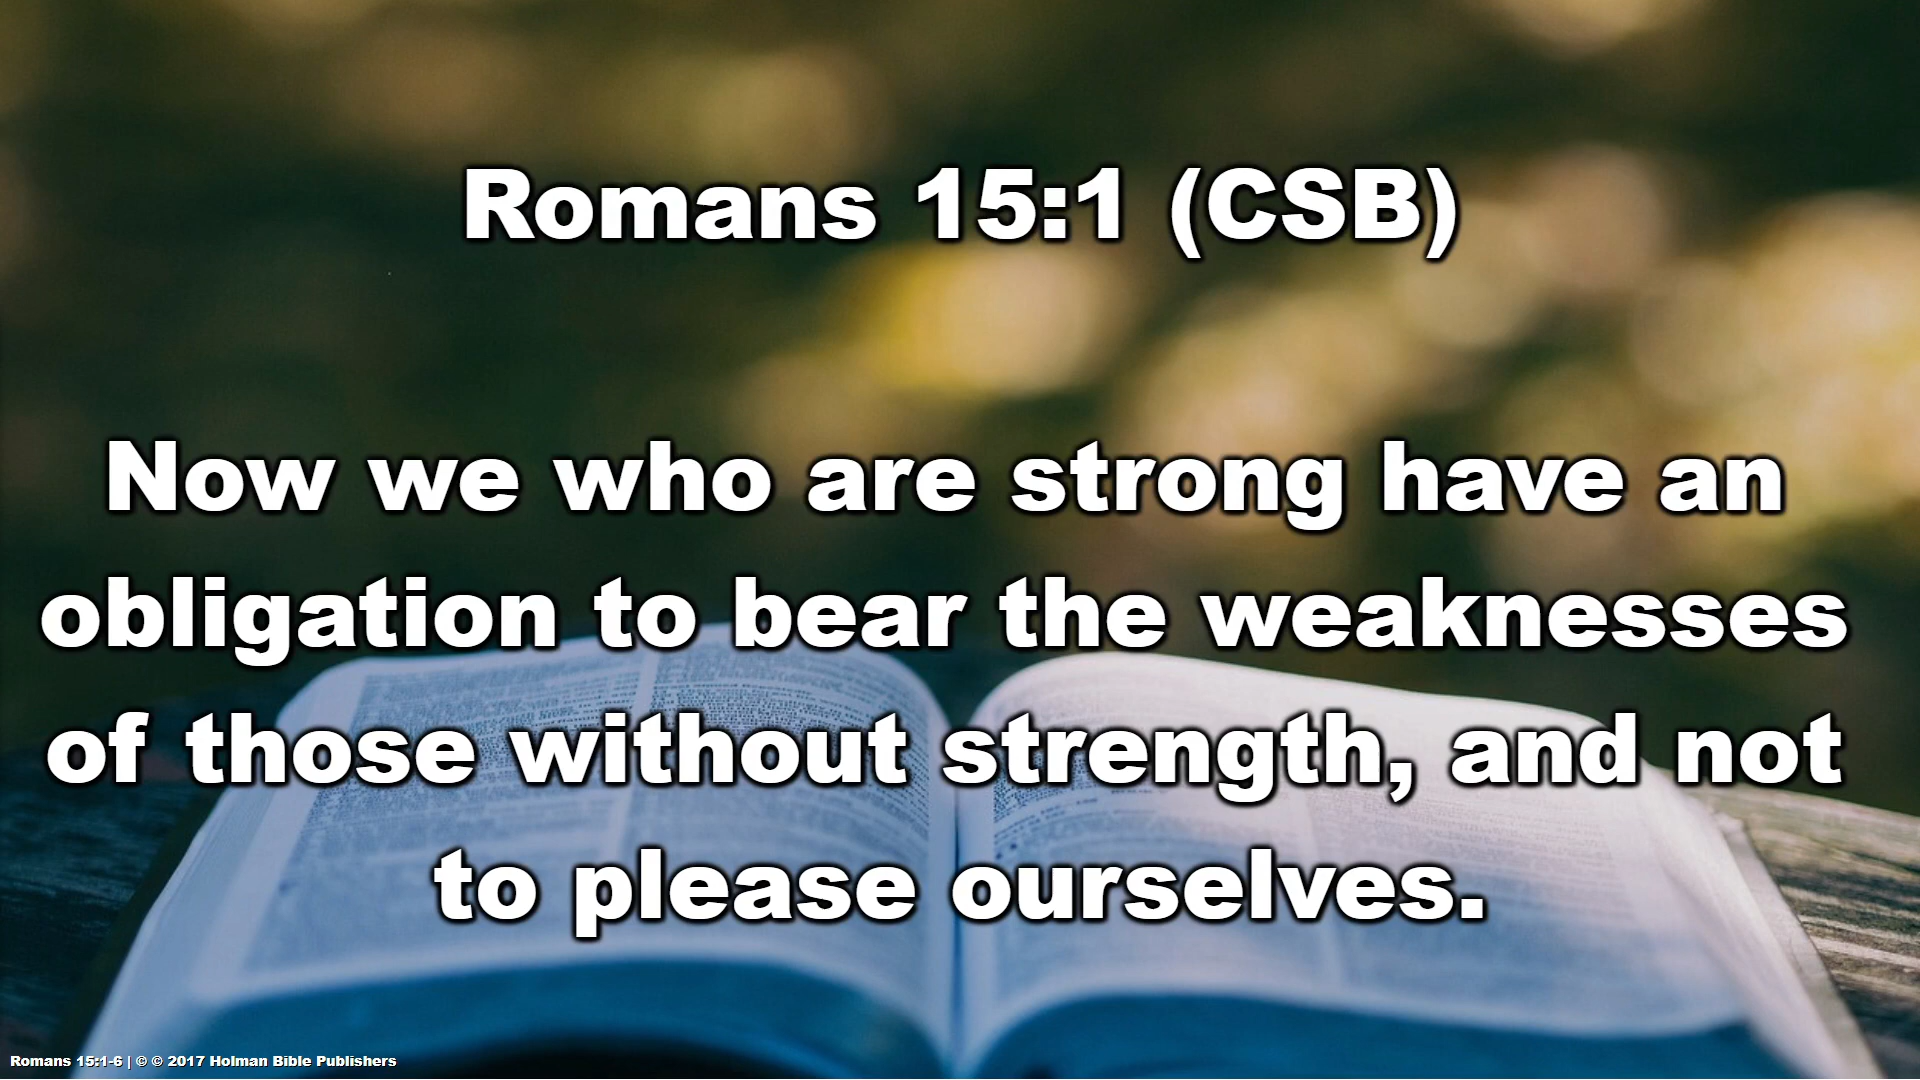 Romans 15:1 (CSB)
Now we who are strong have an
obligation to bear the weaknesses
of those without strength, and not
to please ourselves.
Romans 15:1-6 | © © 2017 Holman Bible Publishers